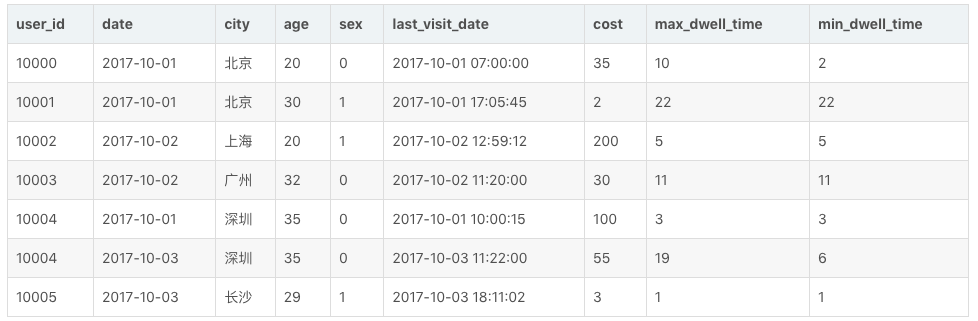 user_id date city age sex last_visit_date cost max_dwell_time min_dwell_time
10000 2017-10-01 北京 20 0 2017-10-01 07:00:00 35 10 2
10001 2017-10-01 北京 30 1 2017-10-01 17:05:45 2 22 22
10002 2017-10-02 上海 20 1 2017-10-02 12:59:12 200 5 5
10003 2017-10-02 广州 32 0 2017-10-02 11:20:00 30 11 11
10004 2017-10-01 深圳 35 0 2017-10-01 10:00:15 100 3 3
10004 2017-10-03 深圳 35 0 2017-10-03 11:22:00 55 19 6
10005 2017-10-03 长沙 29 1 2017-10-03 18:11:02 3 1 1